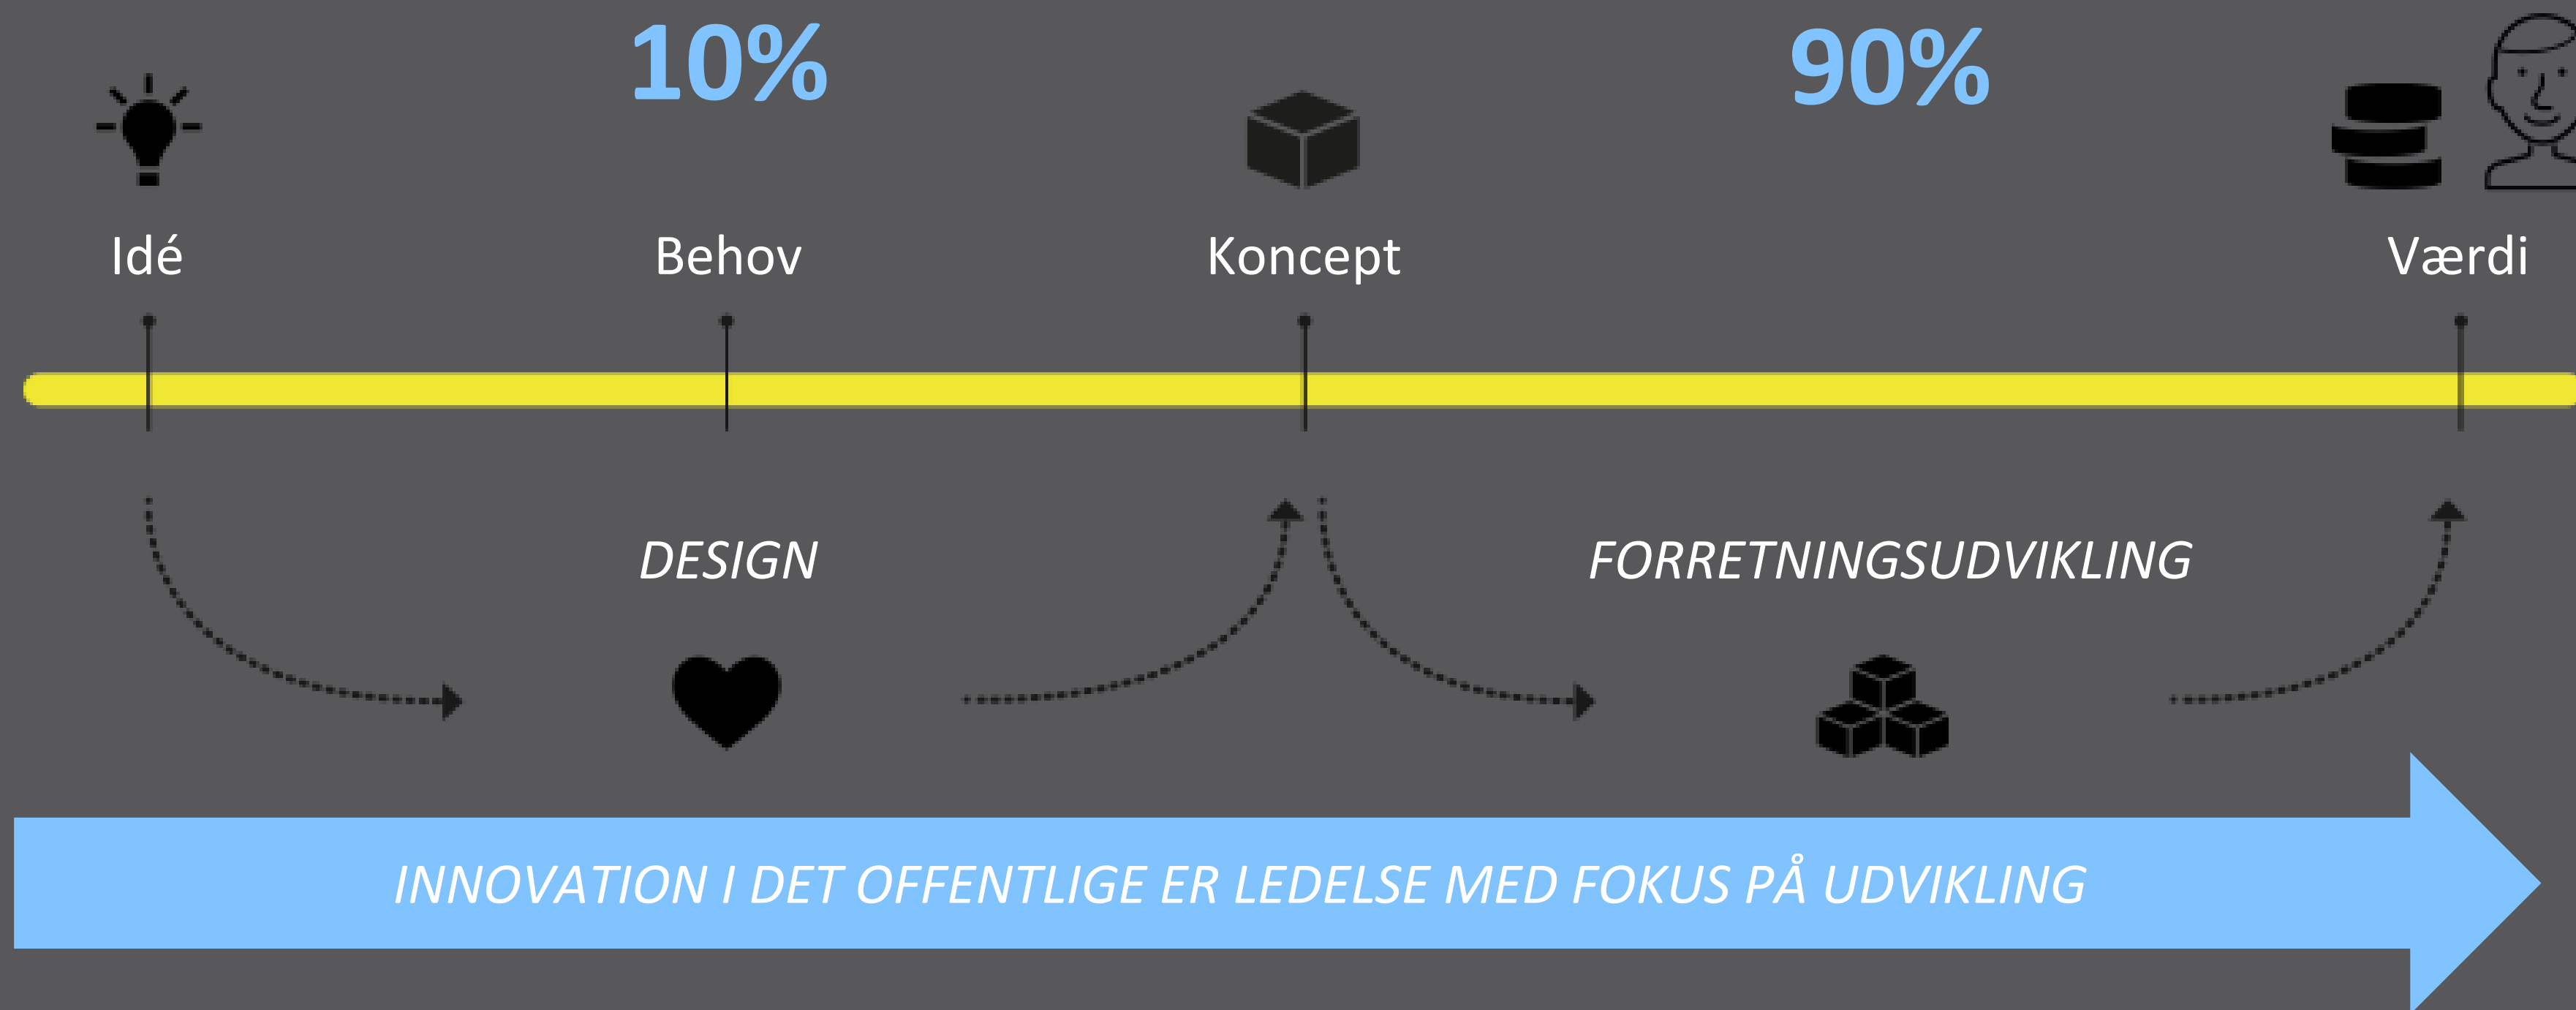 10%
90%
Idé
Behov
Koncept
Værdi
DESIGN
FORRETNINGSUDVIKLING
INNOVATION I DET OFFENTLIGE ER LEDELSE MED FOKUS PÅ UDVIKLING